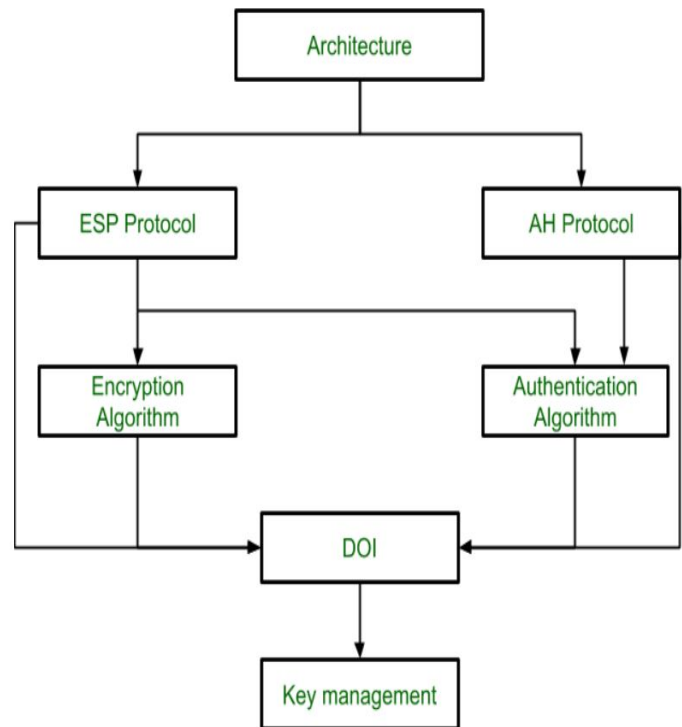 Architecture
ESP Protocol
AH Protocol
Encryption
Algorithm
Authentication
Algorithm
DOI
Key management